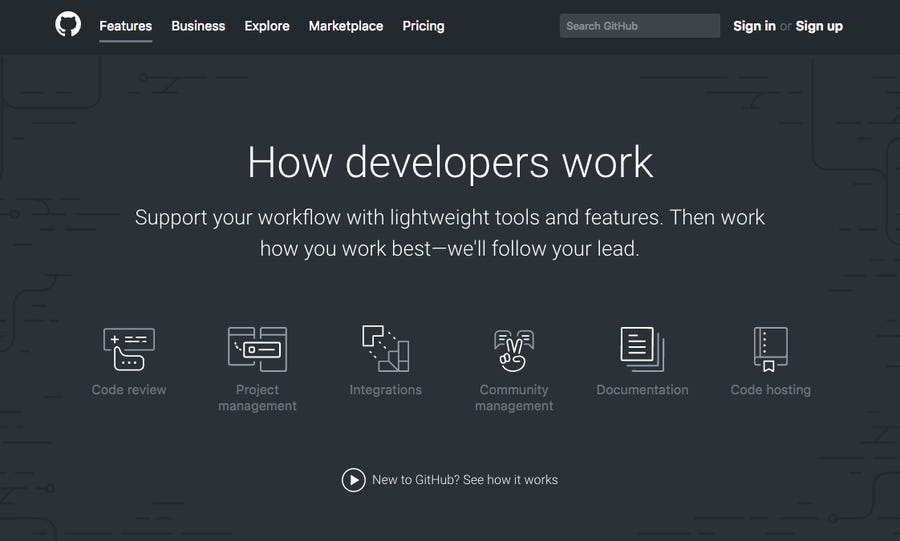 Features Business Explore Marketplace Pricing Search GitHub Sign in or Sign up
How developers work
Support your workflow with lightweight tools and features. Then work
how you work best—we'll follow your lead.
Code review
Project
management
Integrations
Community
management
Documentation
Code hosting
New to GitHub? See how it works